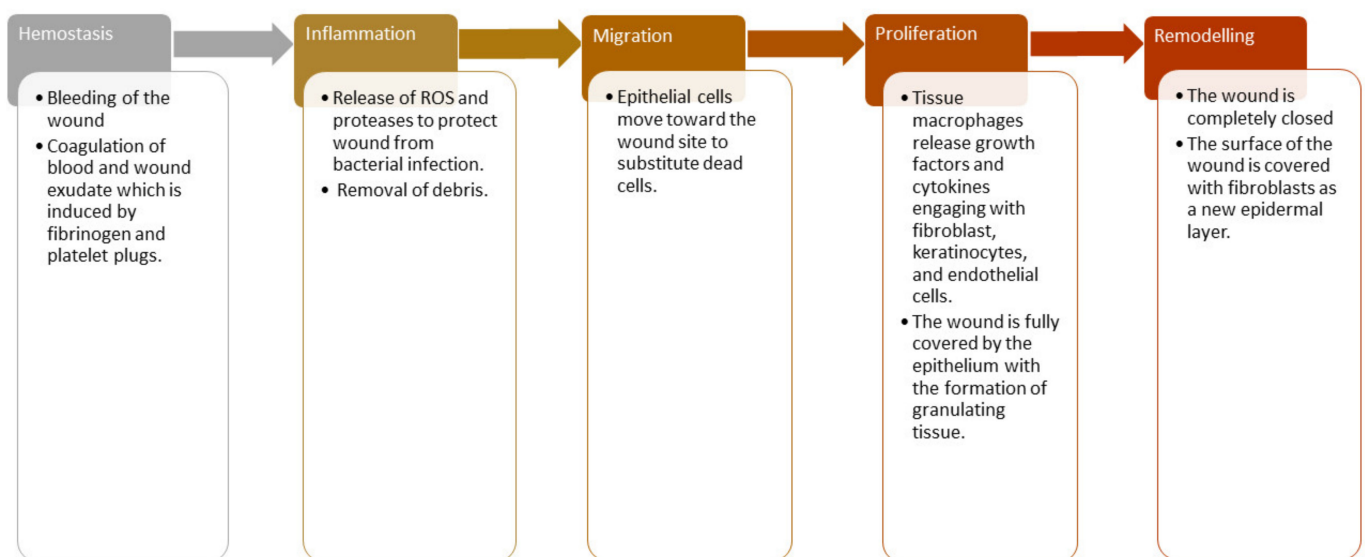 Hemostasis
• Bleeding of the
wound
• Coagulation of
blood and wound
exudate which is
induced by
fibrinogen and
platelet plugs.
Inflammation
• Release of ROS and
proteases to protect
wound from
bacterial infection.
• Removal of debris.
Migration
• Epithelial cells
move toward the
wound site to
substitute dead
cells.
Proliferation
• Tissue
macrophages
release growth
factors and
cytokines
engaging with
fibroblast,
keratinocytes,
and endothelial
cells.
• The wound is fully
covered by the
epithelium with
the formation of
granulating
tissue.
Remodelling
• The wound is
completely closed
• The surface of the
wound is covered
with fibroblasts as
a new epidermal
layer.